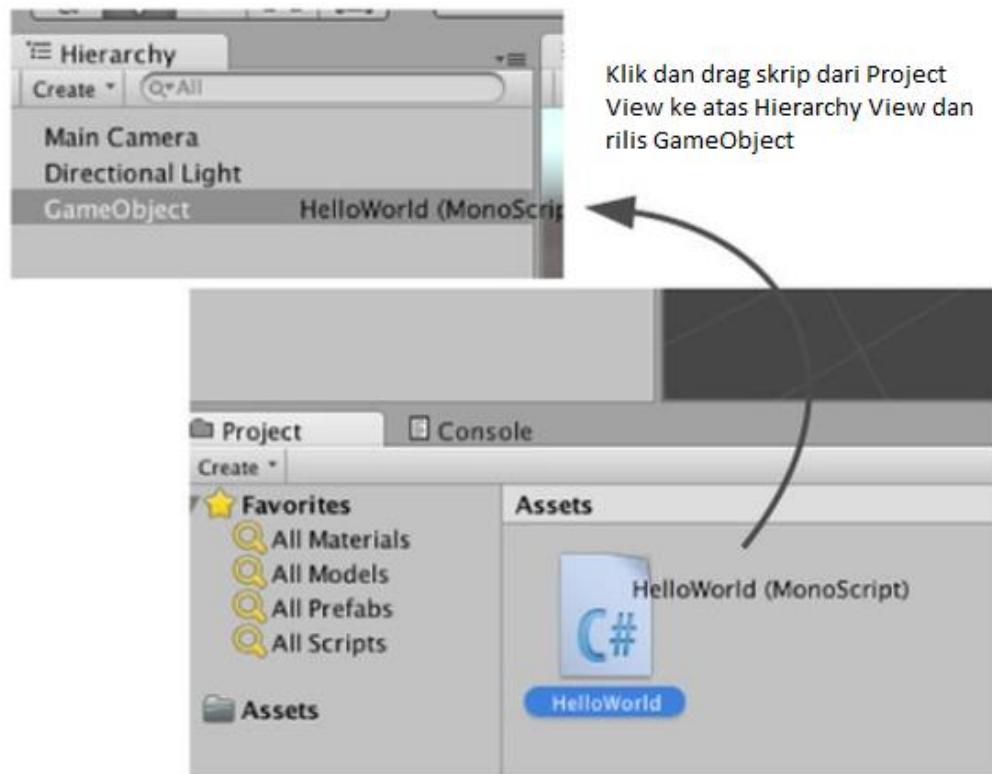 Hierarchy
Create
All
Main Camera
Directional Light
GameObject HelloWorld (MonoScrip
Klik dan drag skrip dari Project
View ke atas Hierarchy View dan
rilis GameObject
Project Console
Create
Favorites
All Materials
All Models
All Prefabs
All Scripts
Assets
Assets
HelloWorld (MonoScript)
C#
HelloWorld